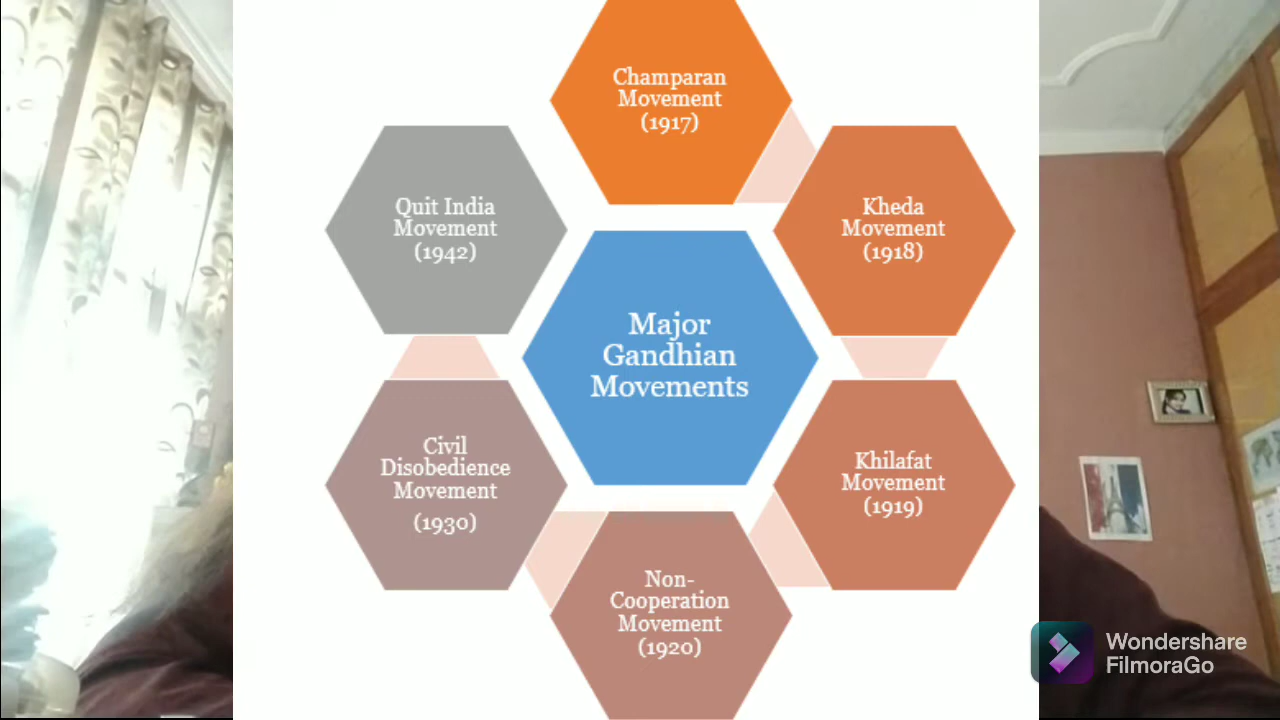 Champaran
Movement
(1917)
Kheda
Movement
(1918)
Khilafat
Movement
(1919)
Non-
Cooperation
Movement
(1920)
Civil
Disobedience
Movement
(1930)
Quit India
Movement
(1942)
Major
Gandhian
Movements
Wondershare
FilmoraGo